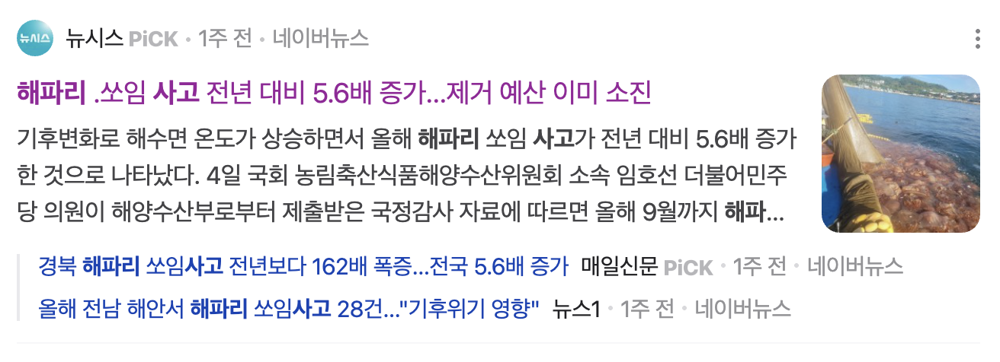 뉴시스 뉴시스 PiCK · 1주 전 · 네이버뉴스
해파리 .쏘임 사고 전년 대비 5.6배 증가...제거 예산 이미 소진
기후변화로 해수면 온도가 상승하면서 올해 해파리 쏘임 사고가 전년 대비 5.6배 증가
한 것으로 나타났다. 4일 국회 농림축산식품해양수산위원회 소속 임호선 더불어민주
당 의원이 해양수산부로부터 제출받은 국정감사 자료에 따르면 올해 9월까지 해파...
경북 해파리 쏘임사고 전년보다 162배 폭증...전국 5.6배 증가 매일신문 PiCK · 1주 전 · 네이버뉴스
올해 전남 해안서 해파리 쏘임사고 28건..."기후위기 영향" 뉴스1 · 1주 전 · 네이버뉴스